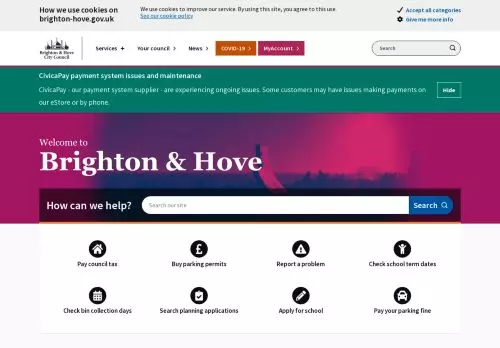 How we use cookies on
brighton-hove.gov.uk
We use cookies to improve our service. By using this site, you agree to this use.
See our cookie policy
Accept all categories
Give me more info
Brighton & Hove
City Council
Services
Your council
News
COVID-19
MyAccount
Search
CivicaPay payment system issues and maintenance
CivicaPay - our payment system supplier - are experiencing ongoing issues. Some customers may have issues making payments on
our eStore or by phone.
Hide
Welcome to
Brighton & Hove
How can we help?
Search our site
Search
Pay council tax
Buy parking permits
Report a problem
Check school term dates
Check bin collection days
Search planning applications
Apply for school
Pay your parking fine